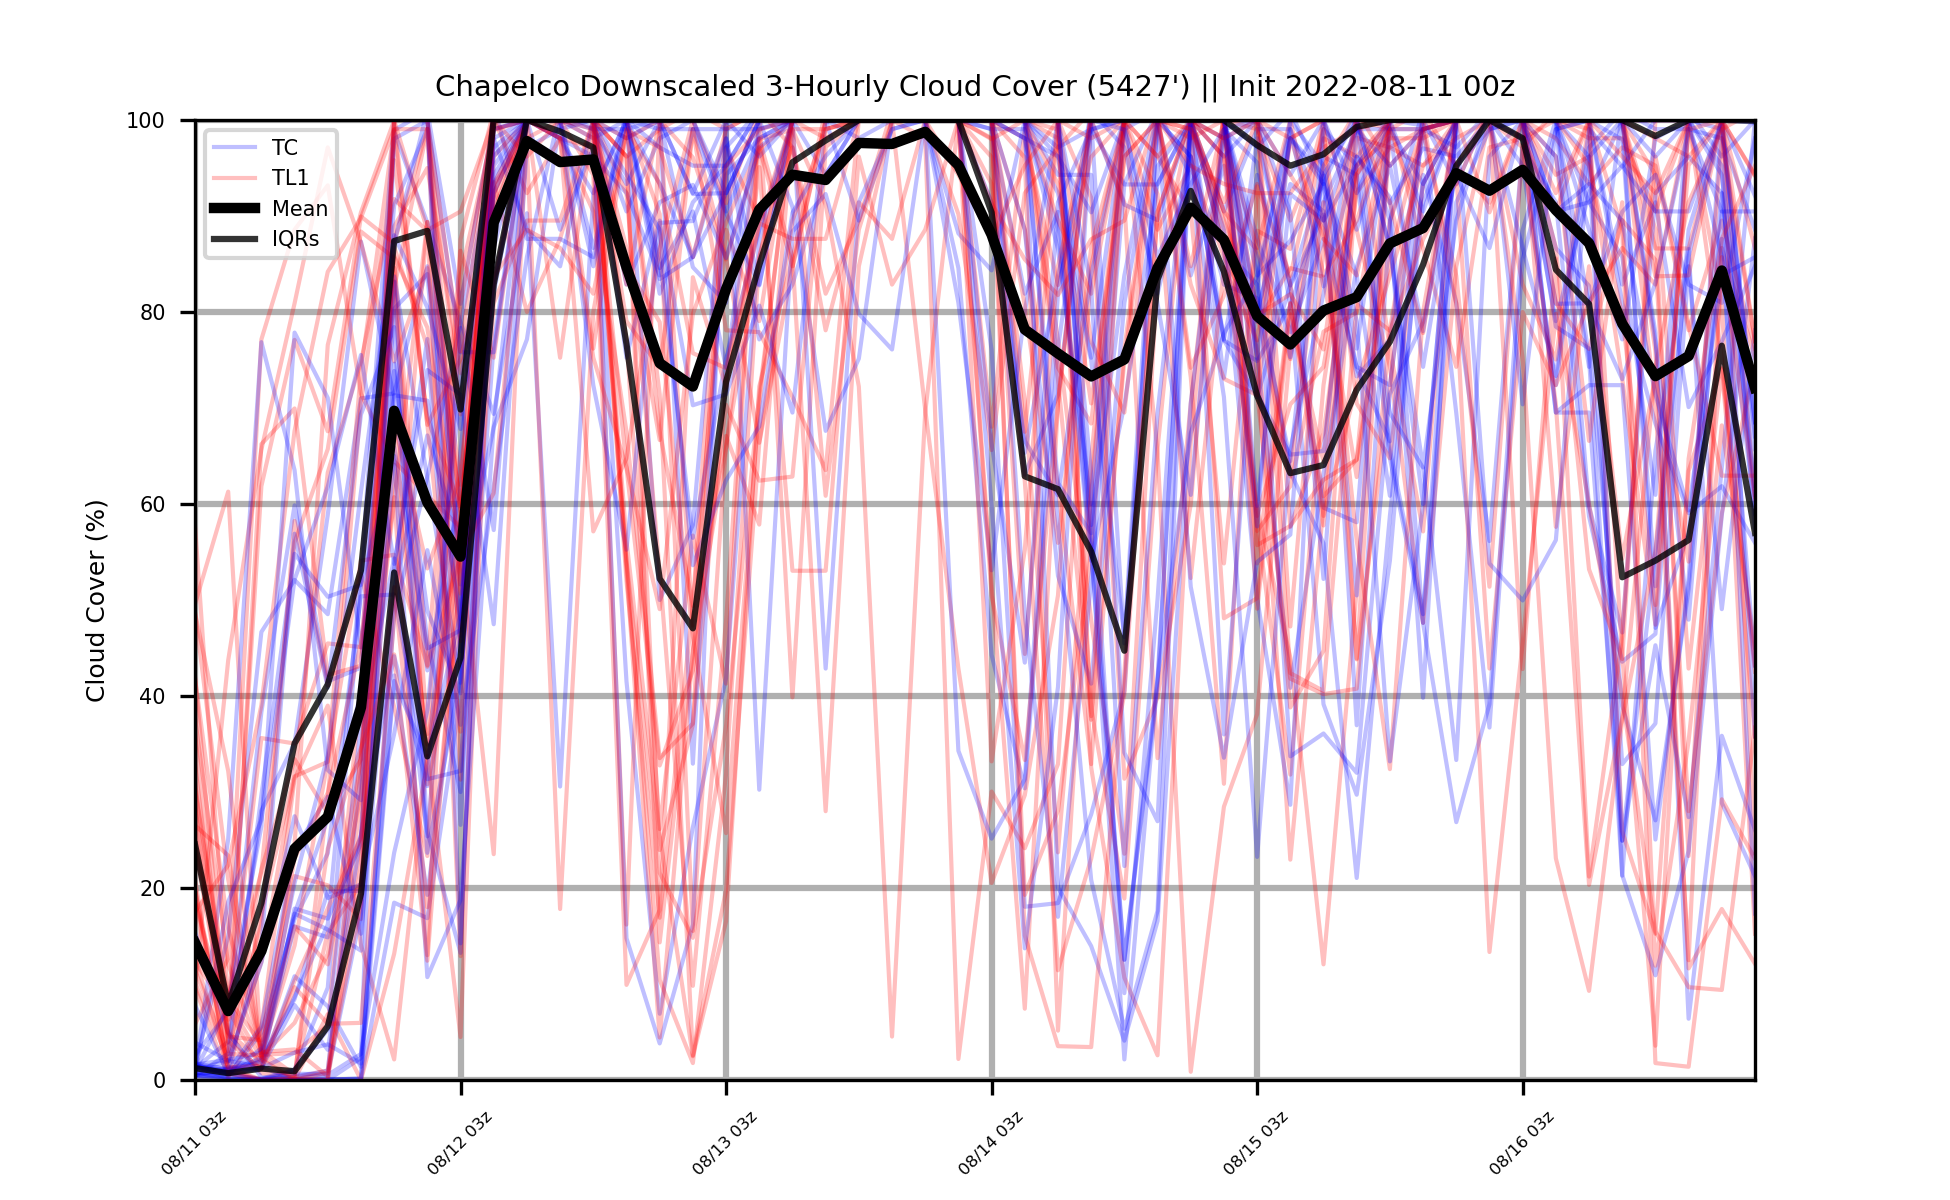 Chapelco Downscaled 3-Hourly Cloud Cover (5427') || Init 2022-08-11 00z
100
80
60
40
20
0
Cloud Cover (%)
TC
TL1
Mean
IQRs
08/11 03z
08/12 03z
08/13 03z
08/14 03z
08/15 03z
08/16 03z